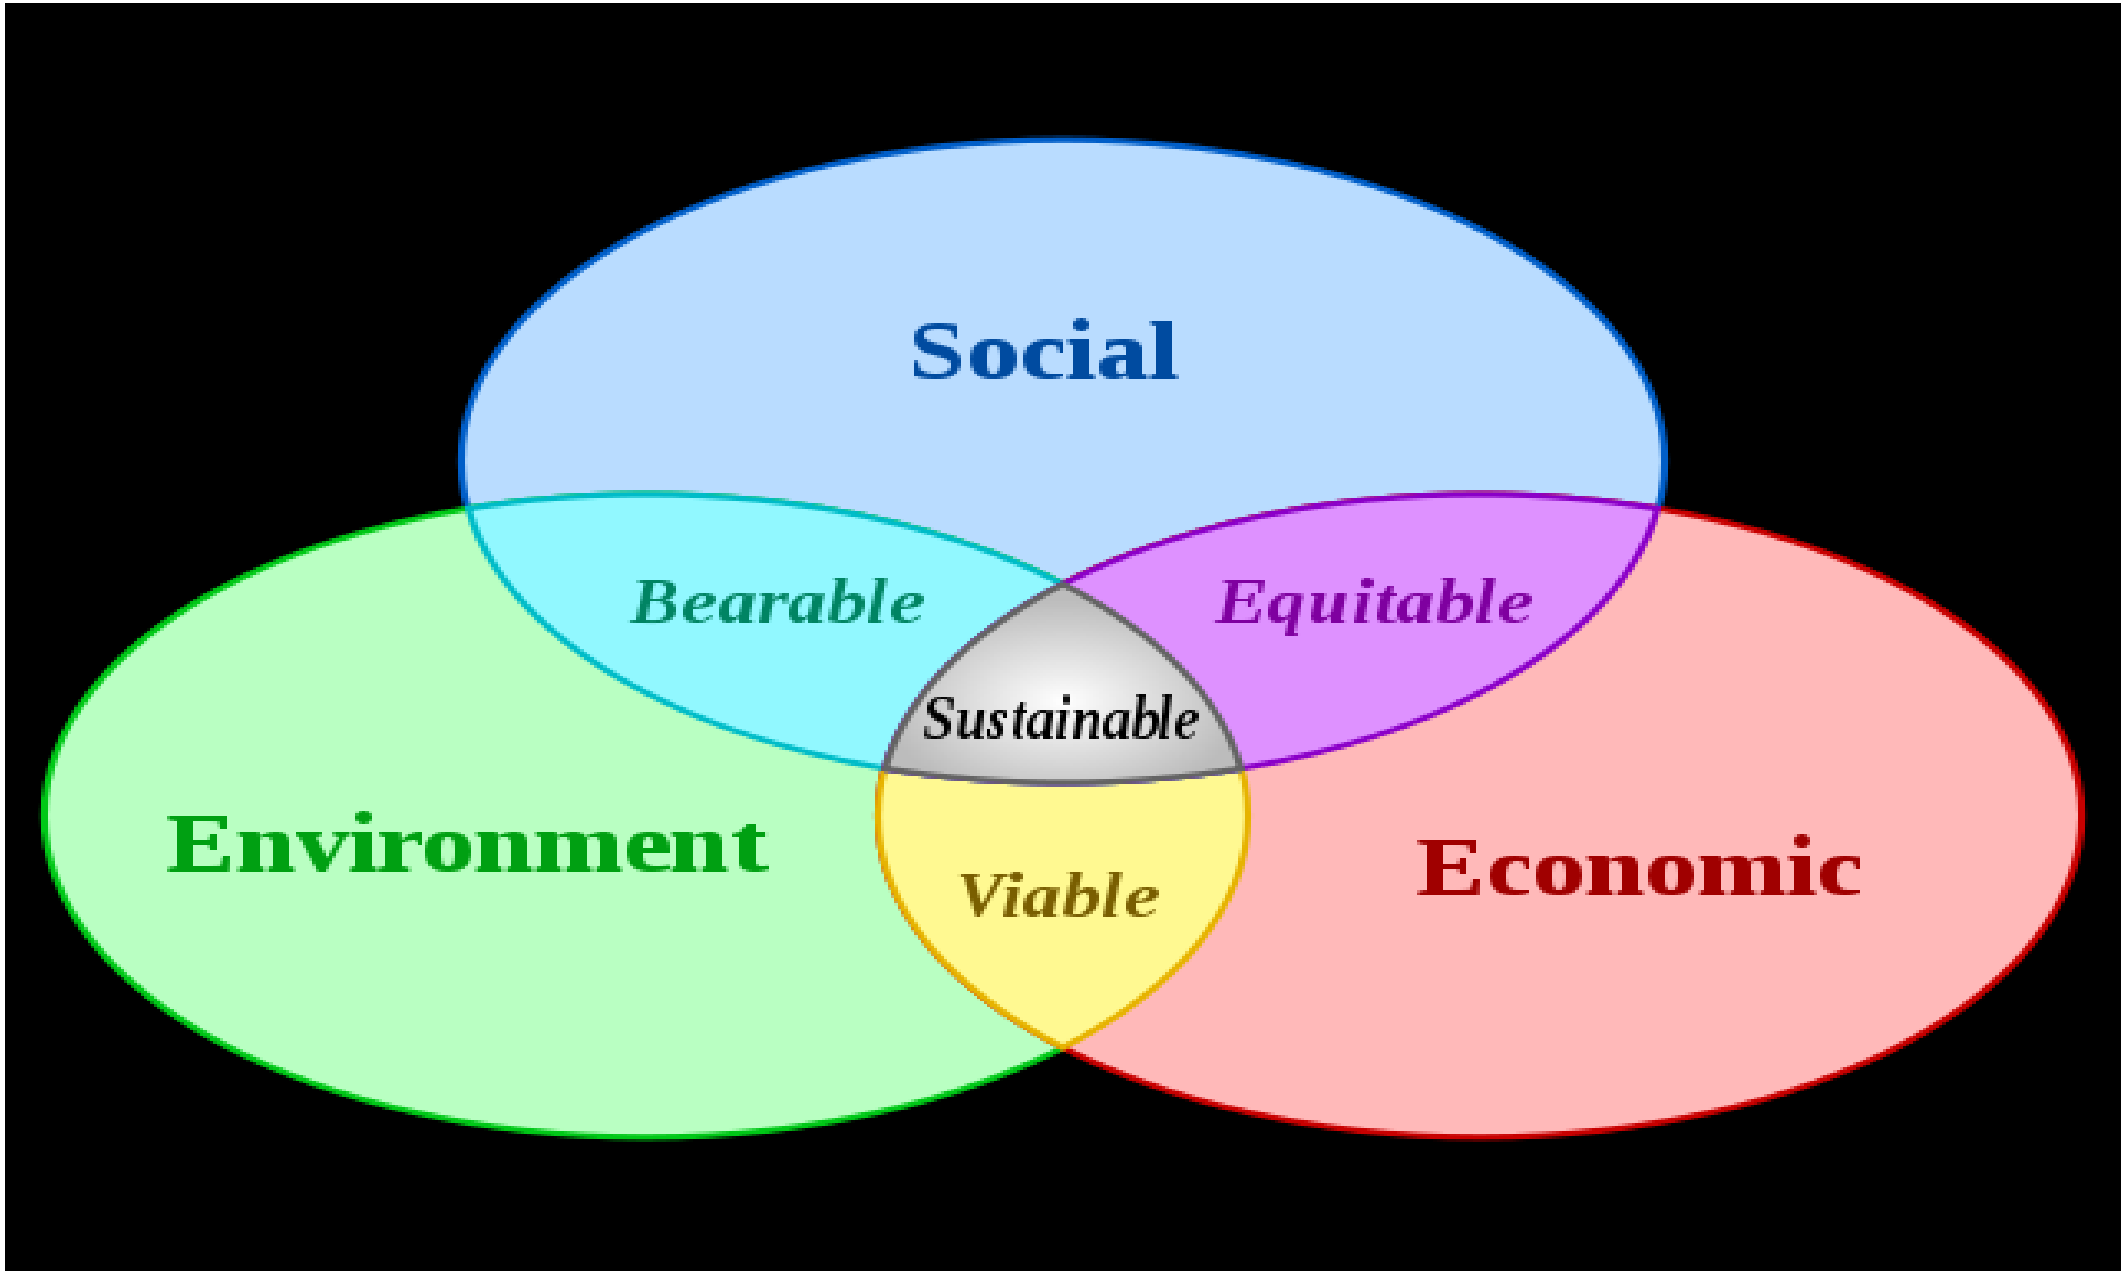 Social
Bearable
Equitable
Sustainable
Environment
Economic
Viable